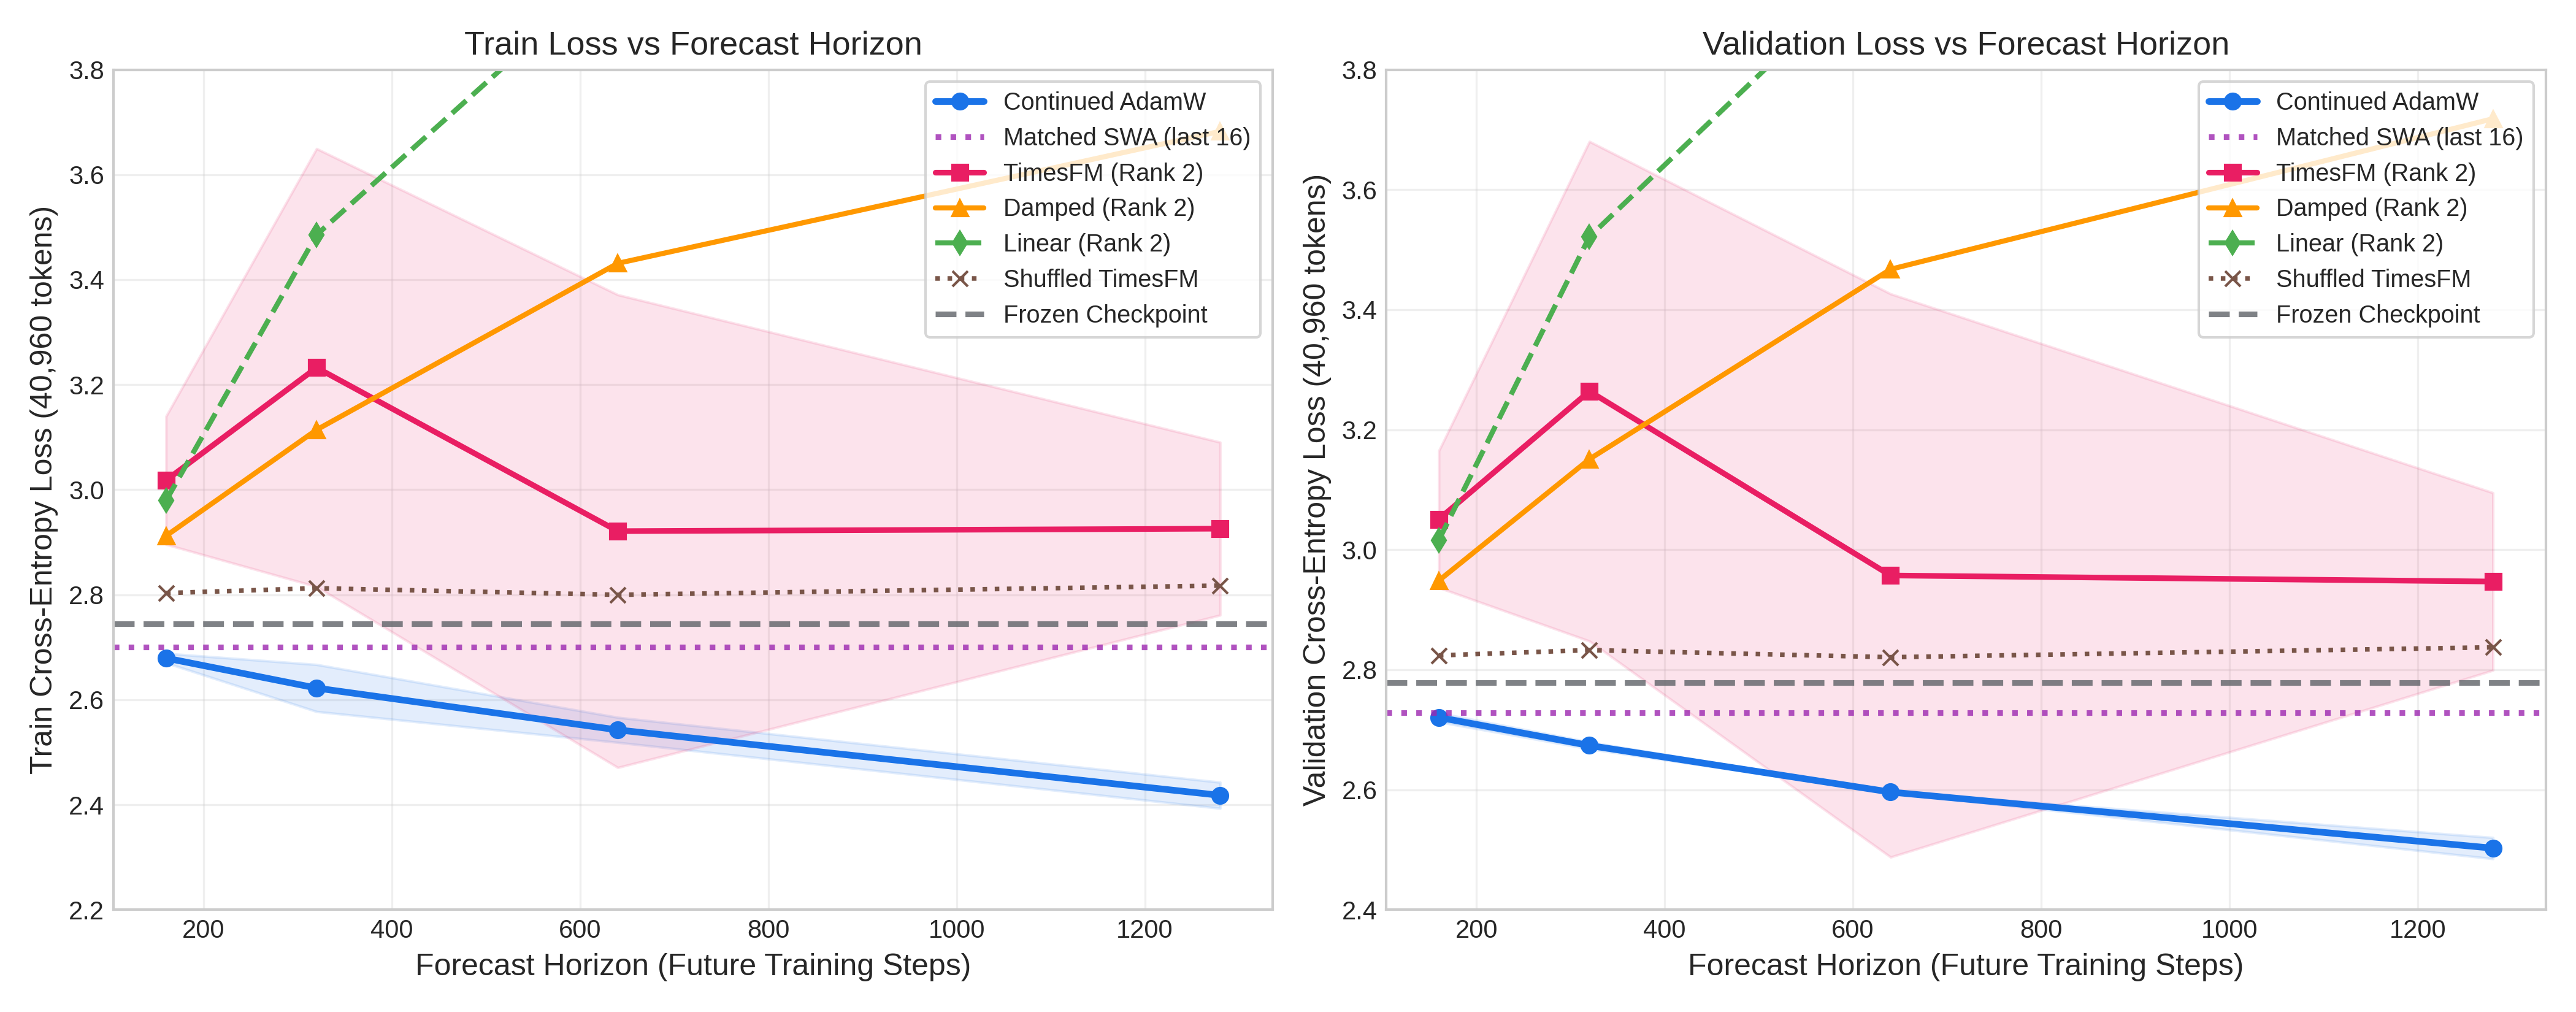 Train Loss vs Forecast Horizon
3.8
3.6
3.4
3.2
3.0
2.8
2.6
2.4
2.2
Train Cross-Entropy Loss (40,960 tokens)
200 400 600 800 1000 1200
Forecast Horizon (Future Training Steps)
Continued AdamW
Matched SWA (last 16)
TimesFM (Rank 2)
Damped (Rank 2)
Linear (Rank 2)
Shuffled TimesFM
Frozen Checkpoint
Validation Loss vs Forecast Horizon
3.8
3.6
3.4
3.2
3.0
2.8
2.6
2.4
Validation Cross-Entropy Loss (40,960 tokens)
200 400 600 800 1000 1200
Forecast Horizon (Future Training Steps)
Continued AdamW
Matched SWA (last 16)
TimesFM (Rank 2)
Damped (Rank 2)
Linear (Rank 2)
Shuffled TimesFM
Frozen Checkpoint